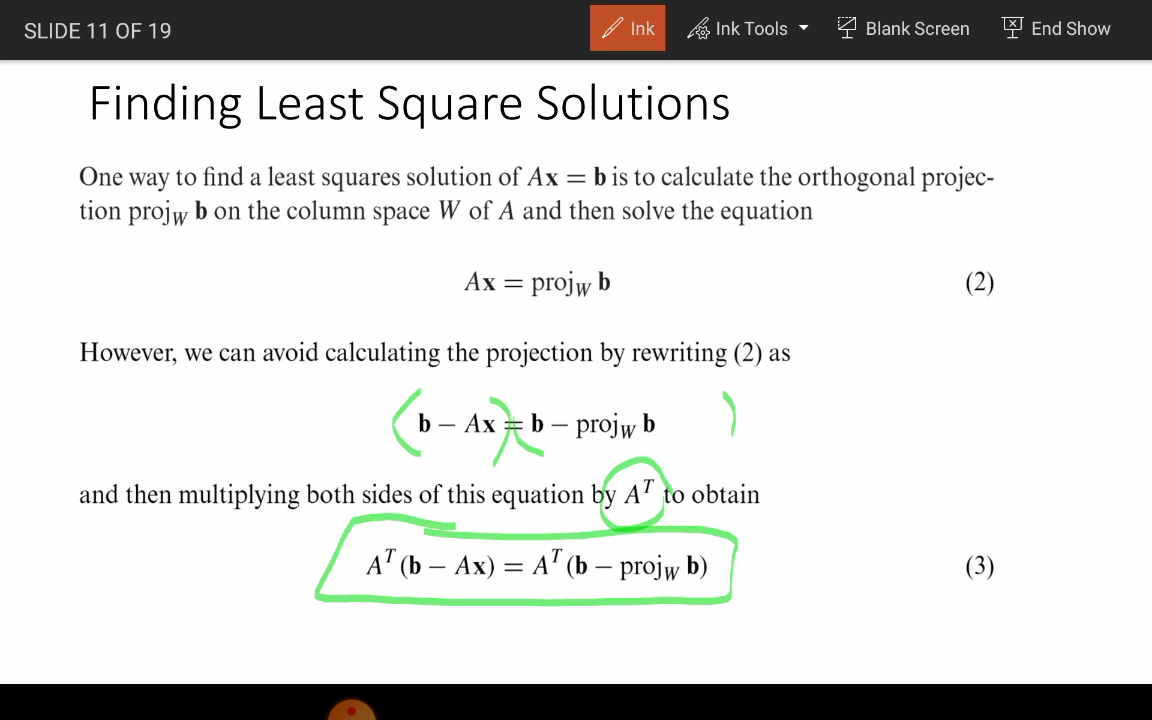 SLIDE 11 OF 19 Ink Ink Tools Blank Screen End Show
Finding Least Square Solutions
One way to find a least squares solution of Ax = b is to calculate the orthogonal projec-
tion proj_W b on the column space W of A and then solve the equation
Ax = proj_W b (2)
However, we can avoid calculating the projection by rewriting (2) as
b − Ax = b − proj_W b
and then multiplying both sides of this equation by A^T to obtain
A^T(b − Ax) = A^T(b − proj_W b) (3)